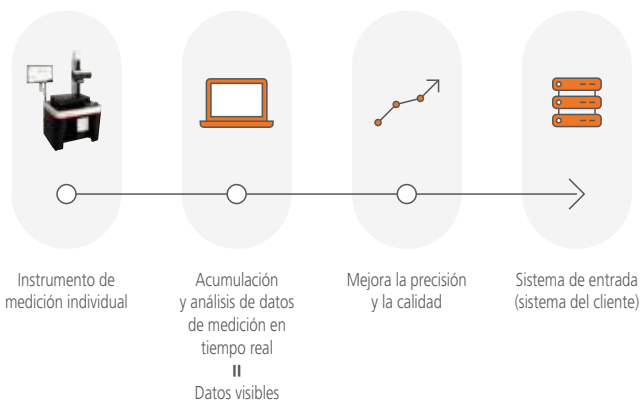 Instrumento de
medición individual
Acumulación
y análisis de datos
de medición en
tiempo real
=
Datos visibles
Mejora la precisión
y la calidad
Sistema de entrada
(sistema del cliente)